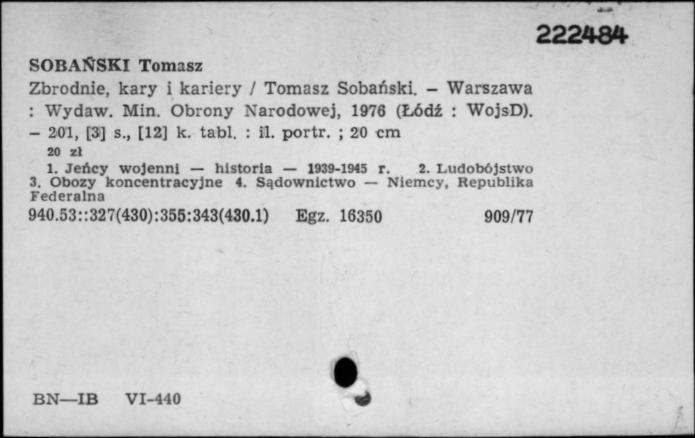 222484
SOBAŃSKI Tomasz
Zbrodnie, kary i kariery / Tomasz Sobański. – Warszawa
: Wydaw. Min. Obrony Narodowej, 1976 (Łódź : WojsD).
– 201, [3] s., [12] k. tabl. : il. portr. ; 20 cm
20 zł
1. Jeńcy wojenni — historia — 1939-1945 r. 2. Ludobójstwo
3. Obozy koncentracyjne 4. Sądownictwo — Niemcy, Republika
Federalna
940.53::327(430):355:343(430.1) Egz. 16350 909/77
BN—IB VI-440